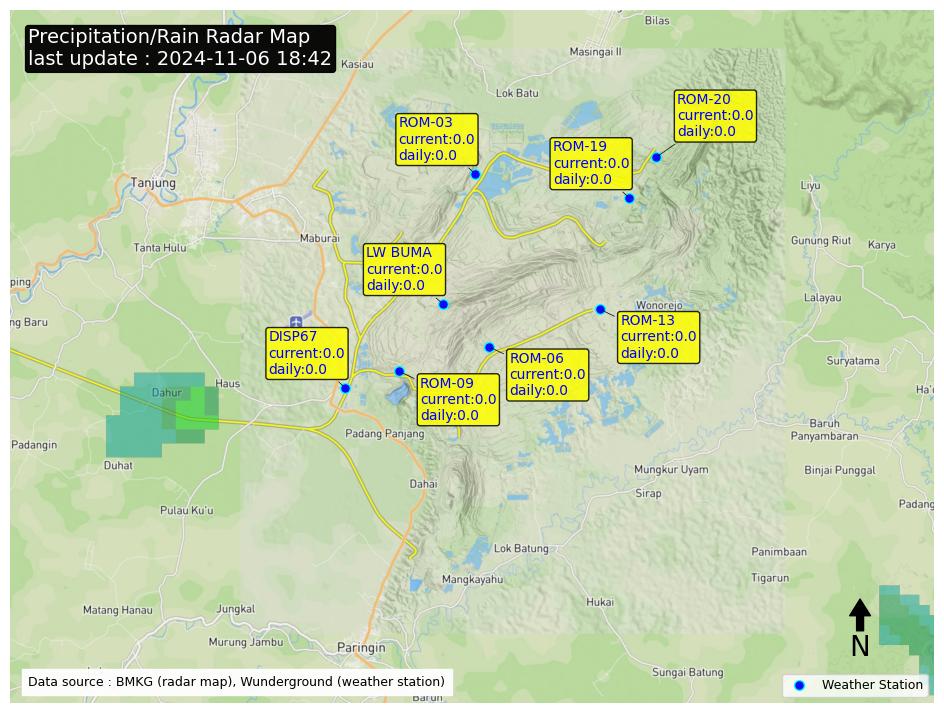 Precipitation/Rain Radar Map
last update : 2024-11-06 18:42
Bilas
Masingai II
Kasiau
Lok Batu
ROM-20
current:0.0
daily:0.0
ROM-03
current:0.0
daily:0.0
ROM-19
current:0.0
daily:0.0
Tanjung
Liyu
Maburai
Tanta Hulu
Gunung Riut
Karya
LW BUMA
current:0.0
daily:0.0
ping
Lalayau
Wonorejo
ng Baru
ROM-13
current:0.0
daily:0.0
DISP67
current:0.0
daily:0.0
ROM-06
current:0.0
daily:0.0
Suryatama
Haus
Dahur
ROM-09
current:0.0
daily:0.0
Ha'
Baruh
Panyambaran
Padang Panjang
Padangin
Duhat
Mungkur Uyam
Binjai Punggal
Dahai
Sirap
Padang
Pulau Ku'u
Lok Batung
Panimbaan
Mangkayahu
Tigarun
Hukai
Matang Hanau
Jungkal
Murung Jambu
Paringin
N
Sungai Batung
Data source : BMKG (radar map), Wunderground (weather station)
Weather Station
Barun